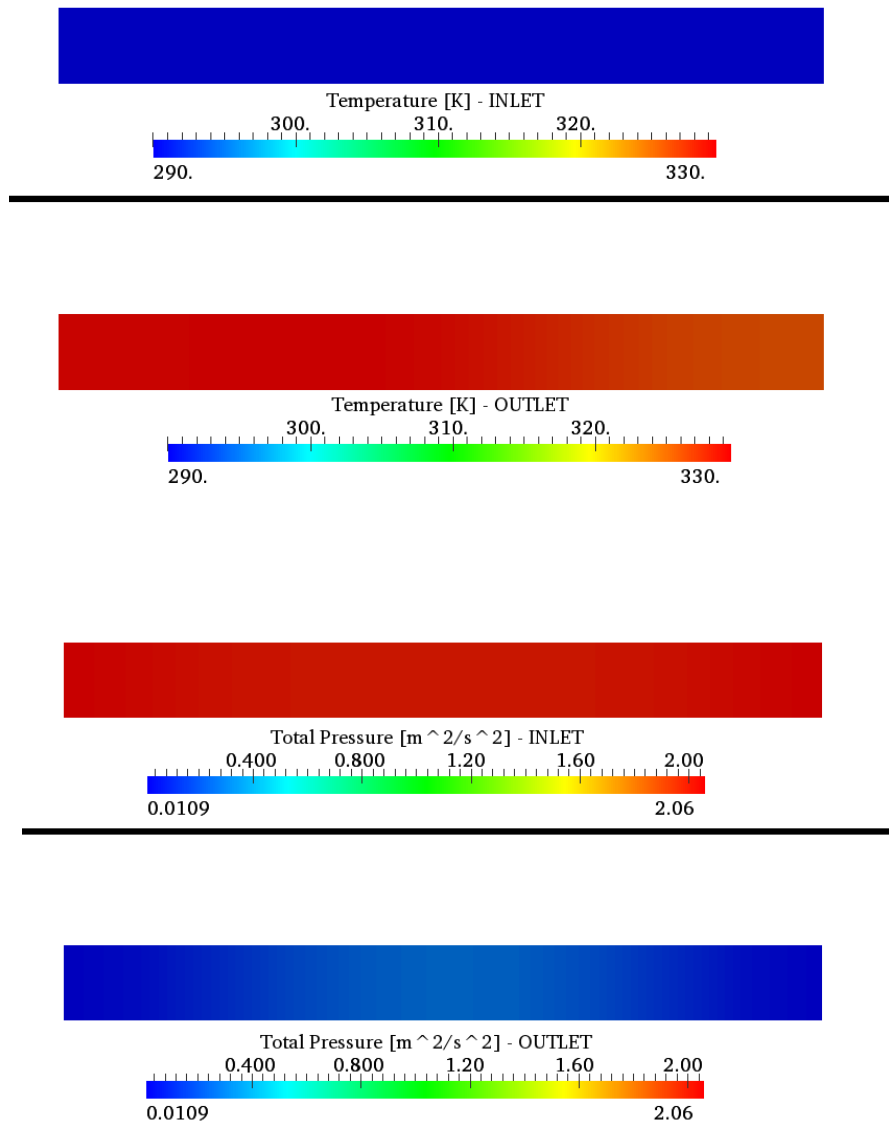 Temperature [K] - INLET
300. 310. 320.
290. 330.
Temperature [K] - OUTLET
300. 310. 320.
290. 330.
Total Pressure [m^2/s^2] - INLET
0.400 0.800 1.20 1.60 2.00
0.0109 2.06
Total Pressure [m^2/s^2] - OUTLET
0.400 0.800 1.20 1.60 2.00
0.0109 2.06